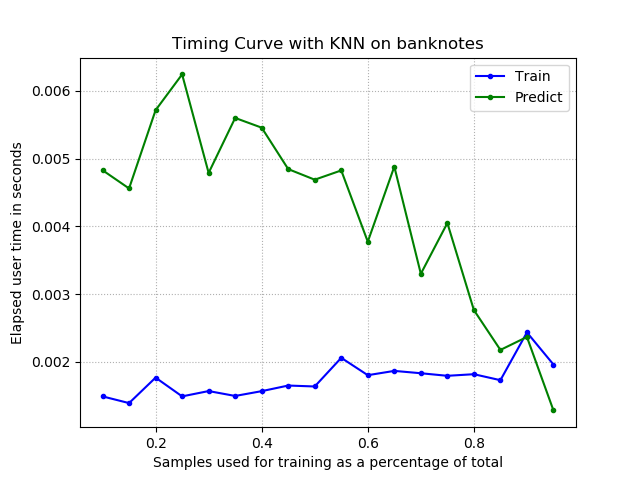 Timing Curve with KNN on banknotes
Train
Predict
0.006
0.005
0.004
0.003
0.002
Elapsed user time in seconds
0.2 0.4 0.6 0.8
Samples used for training as a percentage of total